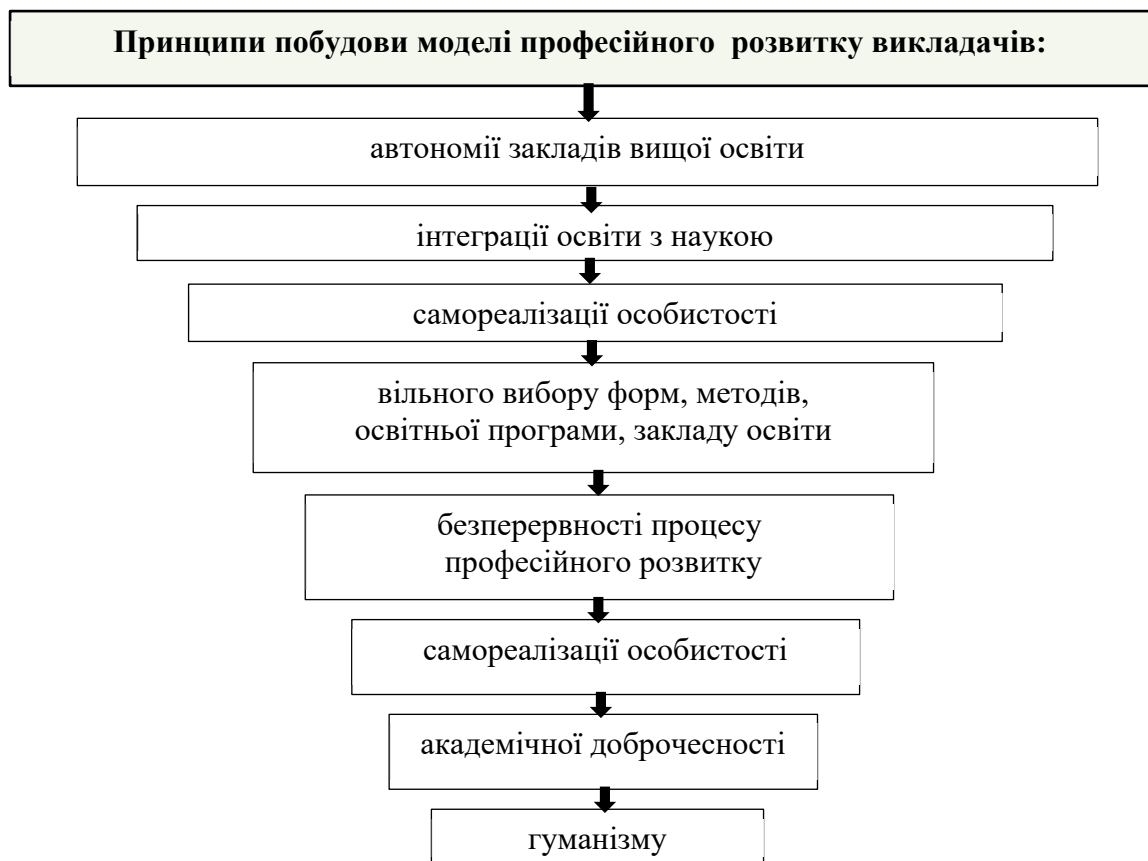 Принципи побудови моделі професійного розвитку викладачів:
автономії закладів вищої освіти
інтеграції освіти з наукою
самореалізації особистості
вільного вибору форм, методів,
освітньої програми, закладу освіти
безперервності процесу
професійного розвитку
самореалізації особистості
академічної доброчесності
гуманізму